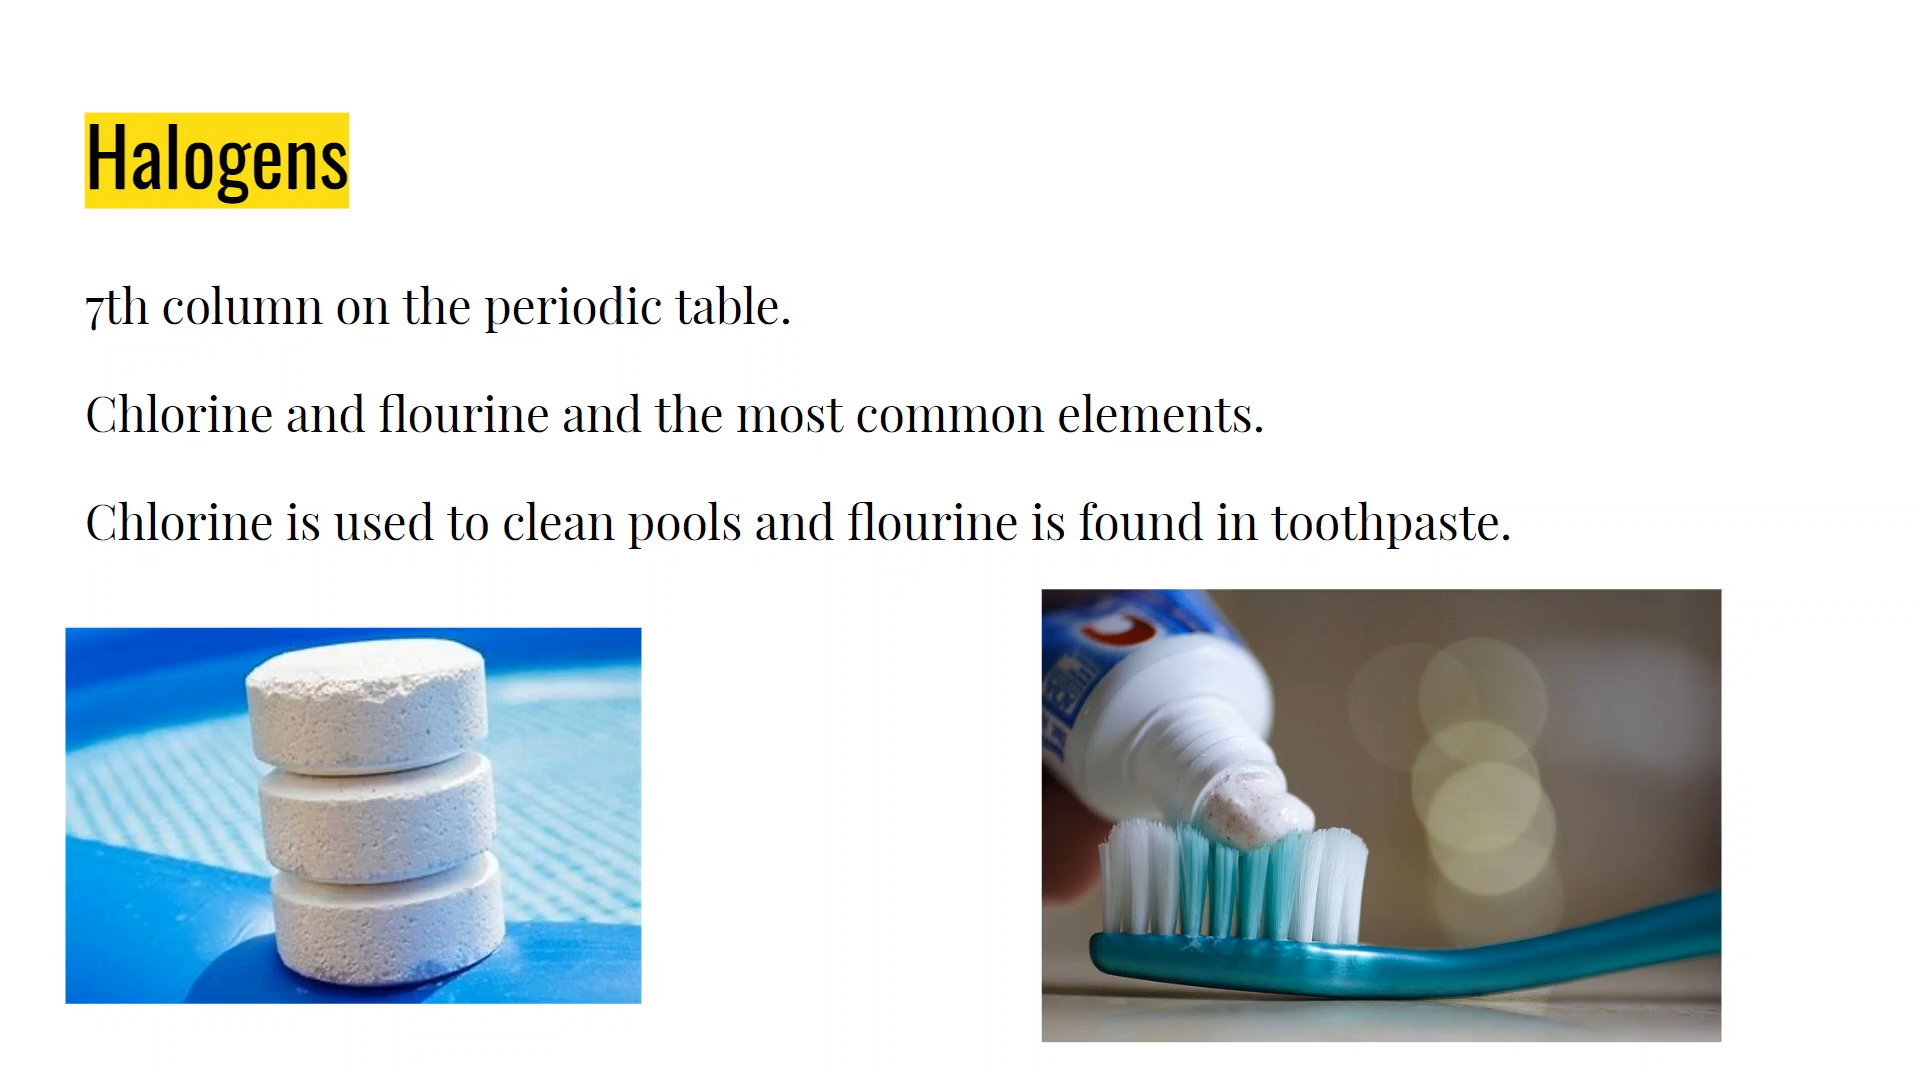 Halogens
7th column on the periodic table.
Chlorine and flourine and the most common elements.
Chlorine is used to clean pools and flourine is found in toothpaste.